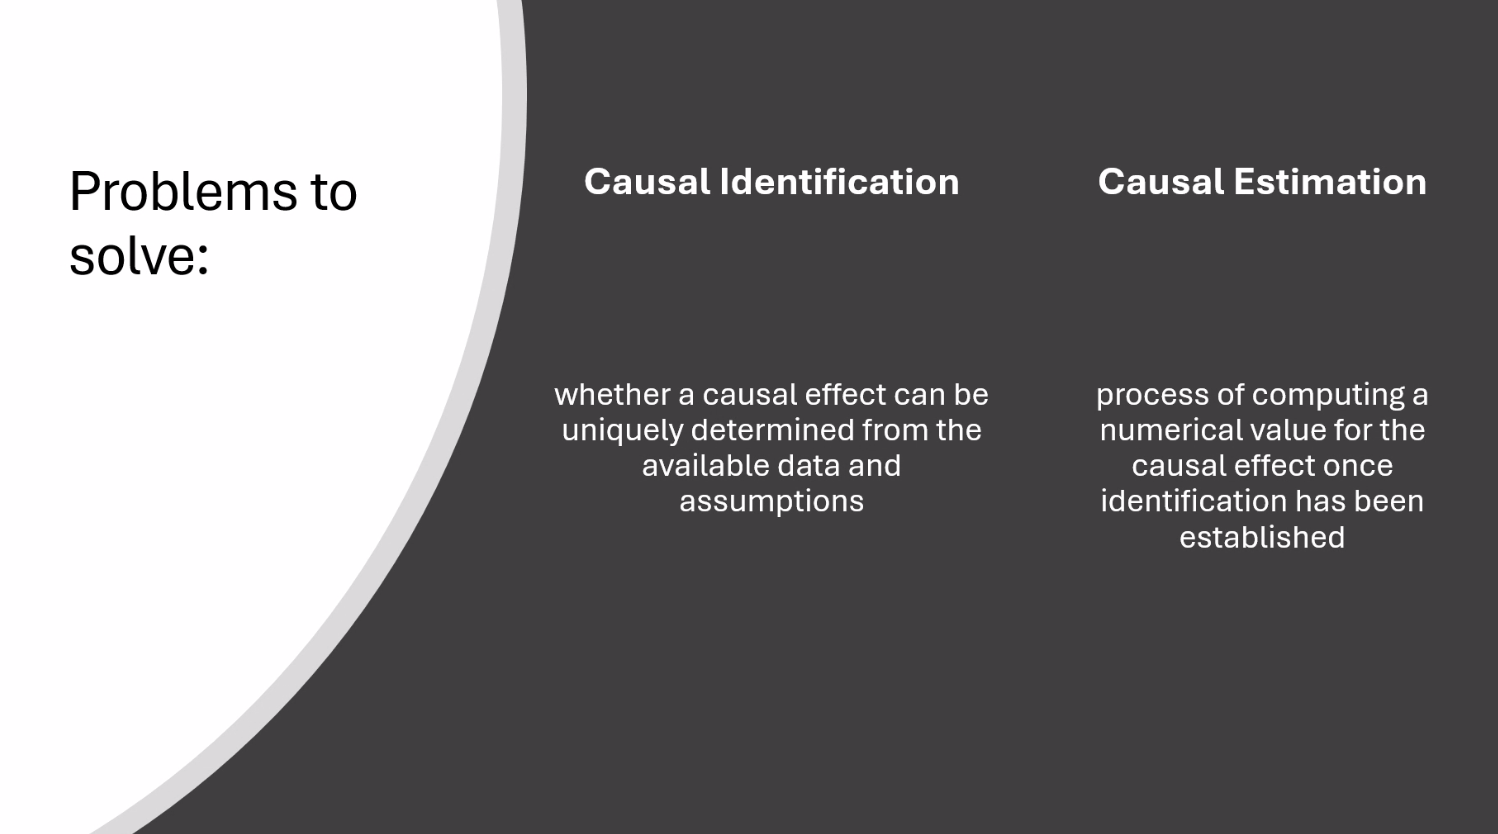 Problems to
solve:
Causal Identification
whether a causal effect can be
uniquely determined from the
available data and
assumptions
Causal Estimation
process of computing a
numerical value for the
causal effect once
identification has been
established